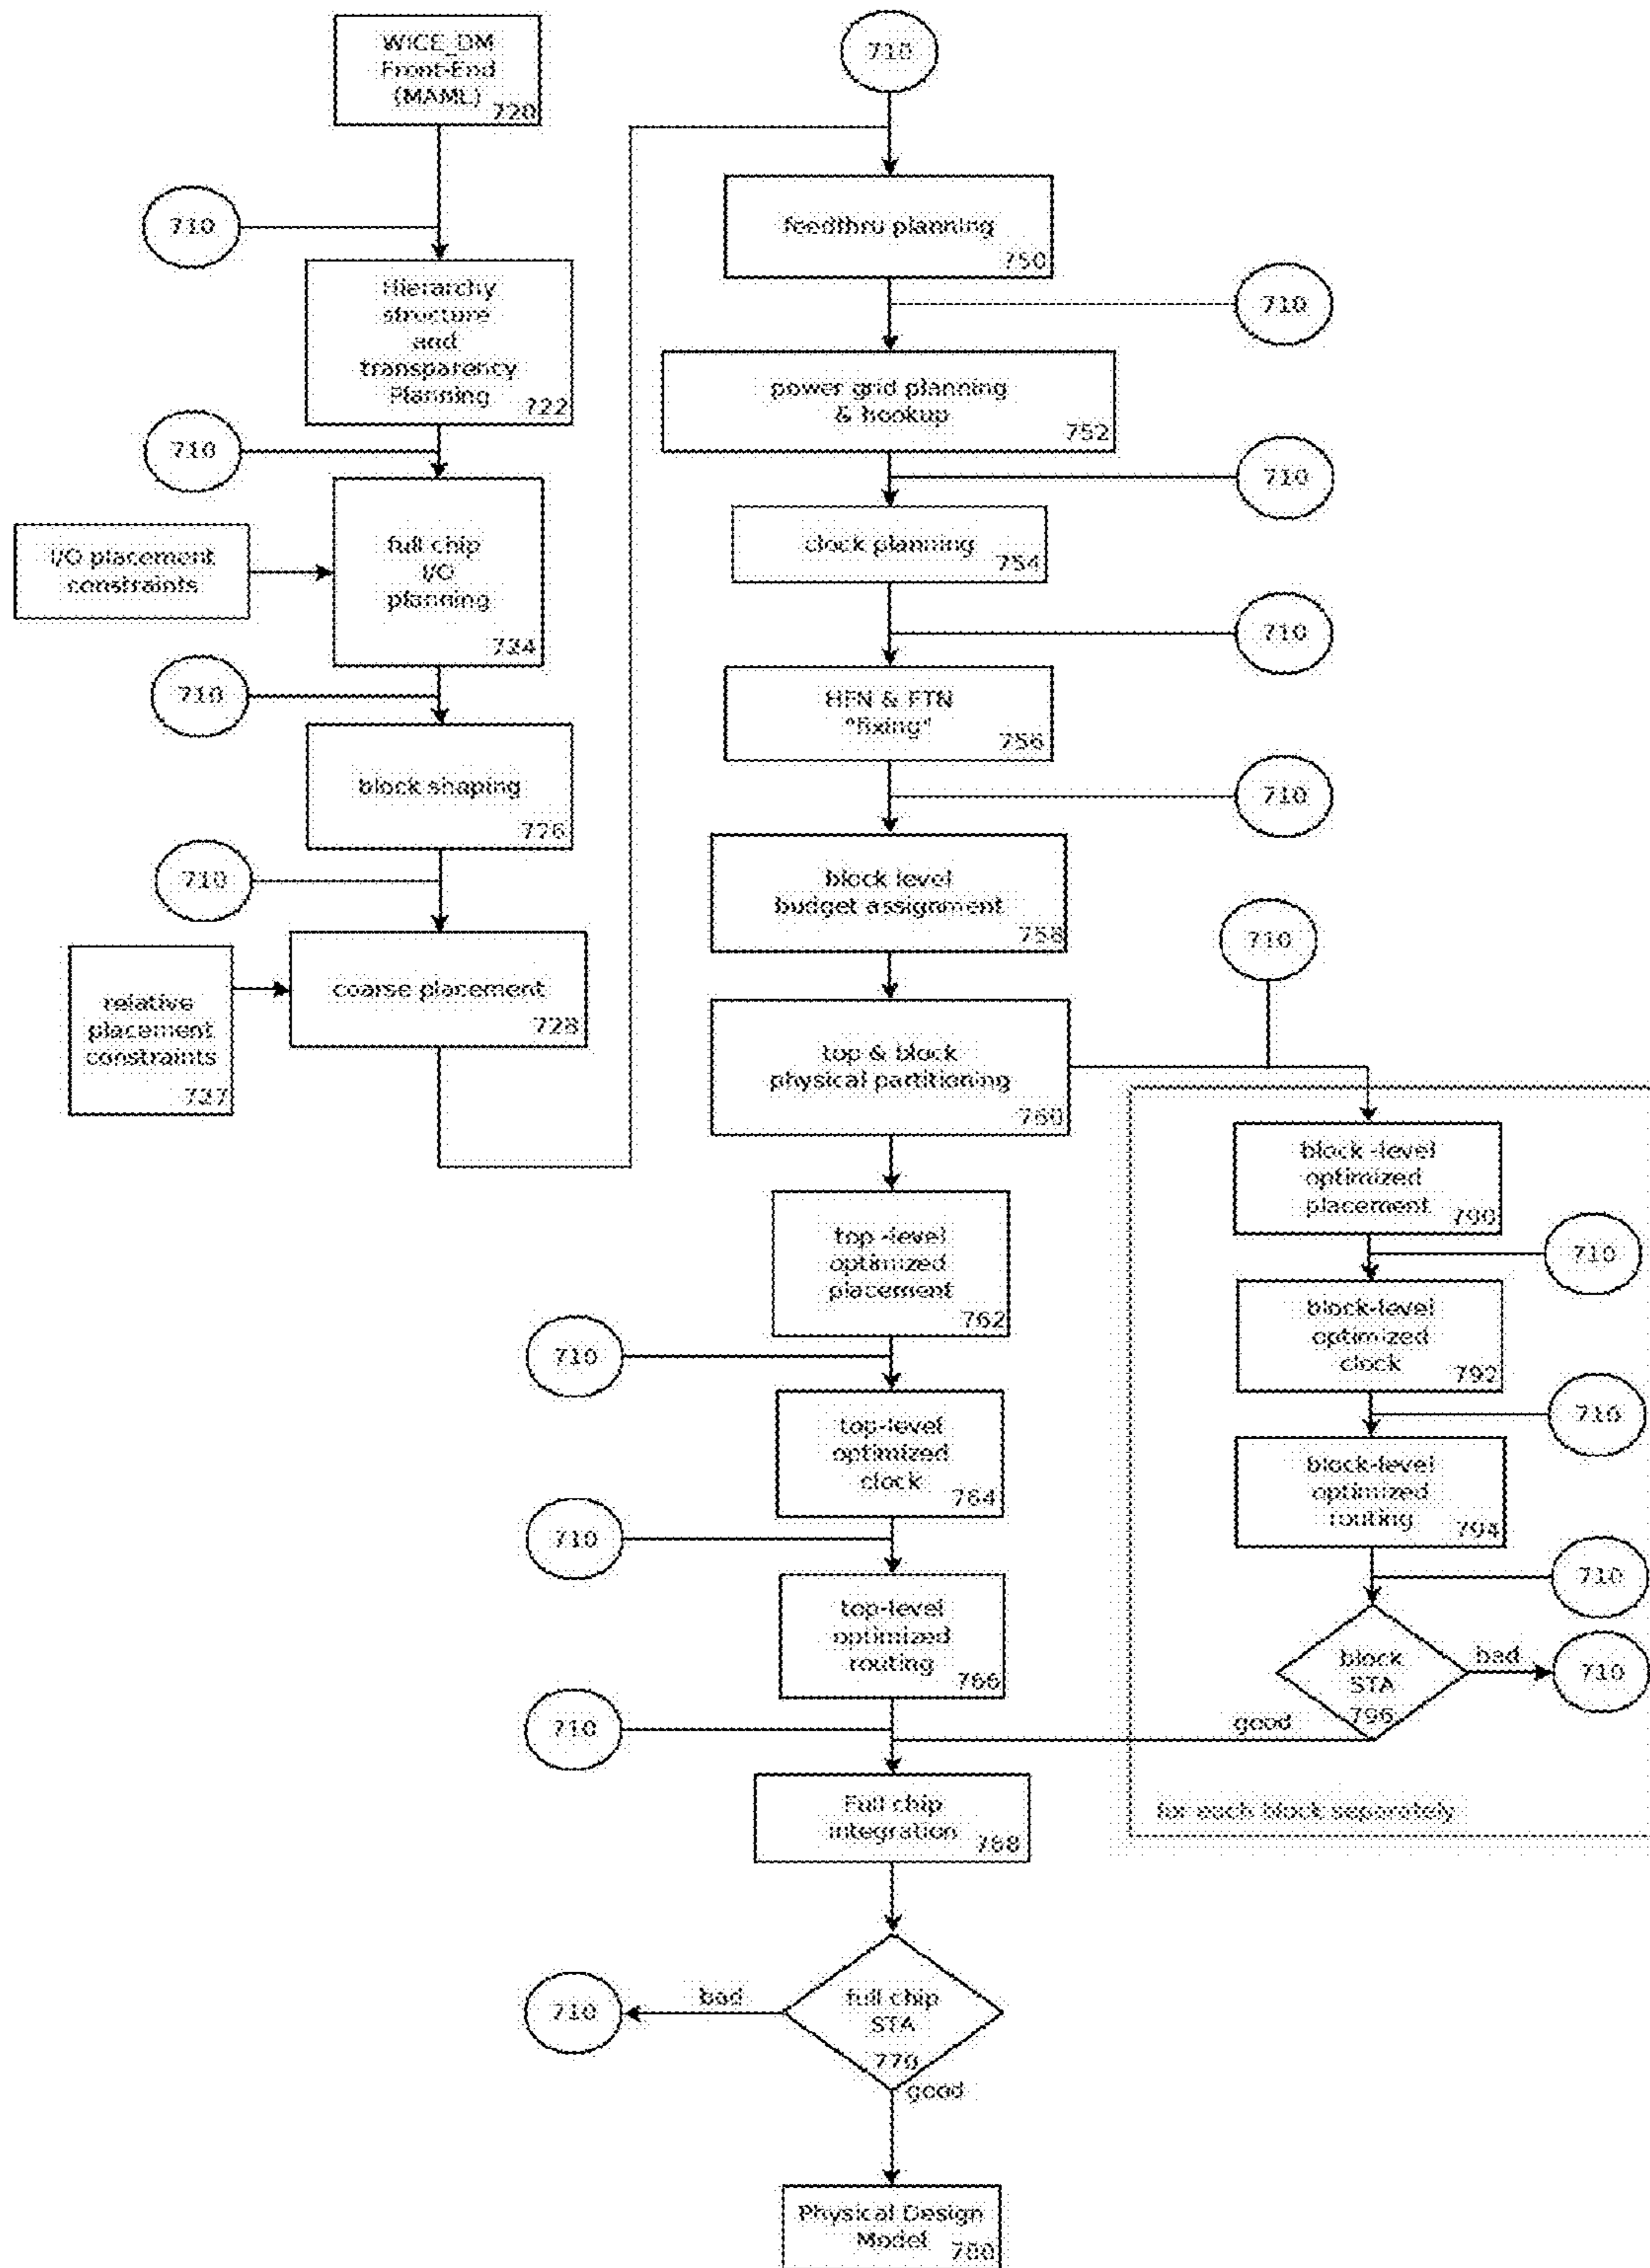 WICE_DM
Front-End
(MAML)
720
710
Hierarchy
structure
and
transparency
Planning
722
710
I/O placement
constraints
full chip
I/O
planning
724
710
block shaping
726
710
relative
placement
constraints
727
coarse placement
728
710
feedthru planning
750
710
power grid planning
& hookup
752
710
clock planning
754
710
HFN & FTN
"fixing"
756
710
block level
budget assignment
758
710
top & block
physical partitioning
760
top -level
optimized
placement
762
710
top-level
optimized
clock
764
710
top-level
optimized
routing
766
710
Full chip
integration
768
full chip
STA
770
bad
710
good
Physical Design
Model
780
block -level
optimized
placement
790
710
block-level
optimized
clock
792
710
block-level
optimized
routing
794
710
block
STA
796
bad
710
good
for each block separately